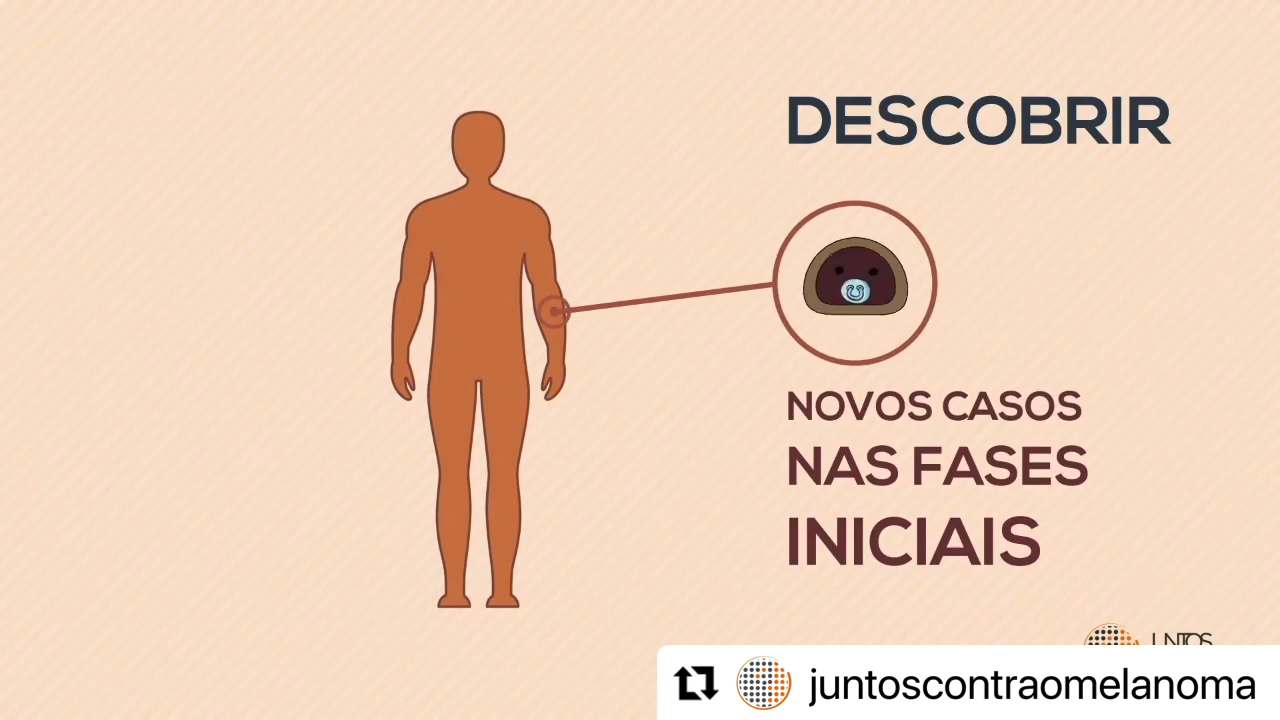 DESCOBRIR
NOVOS CASOS
NAS FASES
INICIAIS
juntoscontraomelanoma